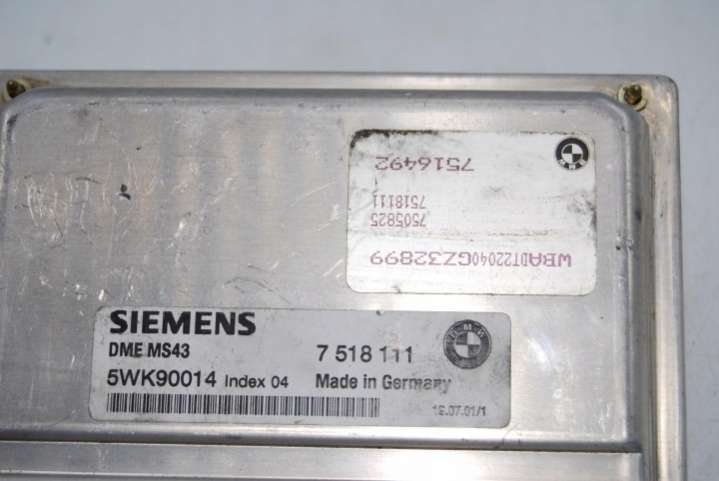 7516492
7518111
7505825
WBADT22040GZ32899
SIEMENS
DME MS43 7 518 111
5WK90014 Index 04 Made in Germany
19.07.01/1